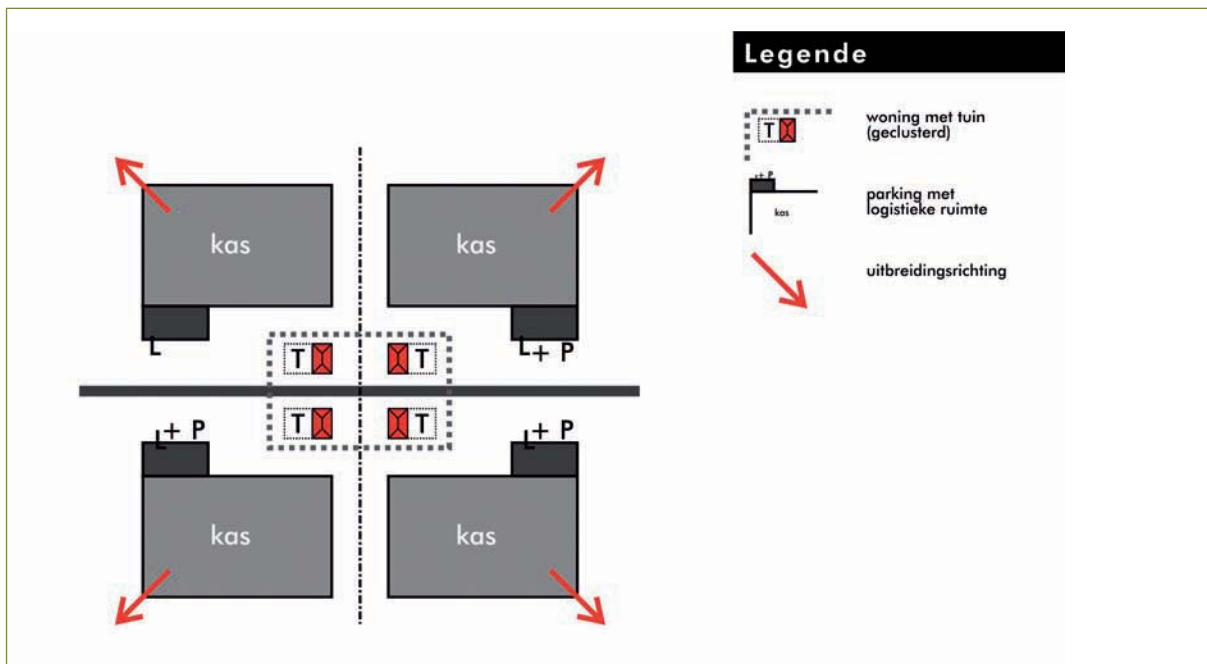 Legende
T
woning met tuin
(geclusterd)
L+ P
kas
parking met
logistieke ruimte
uitbreidingsrichting
kas
kas
L
L+ P
T
T
T
T
L+ P
L+ P
kas
kas